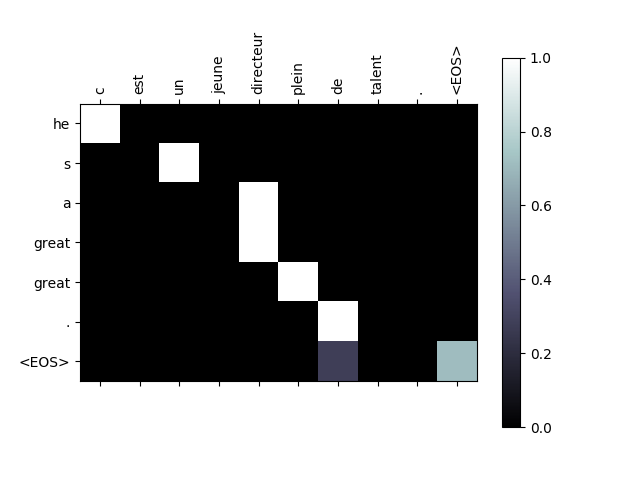 c est un jeune directeur plein de talent . <EOS>
he
s
a
great
great
.
<EOS>
1.0
0.8
0.6
0.4
0.2
0.0